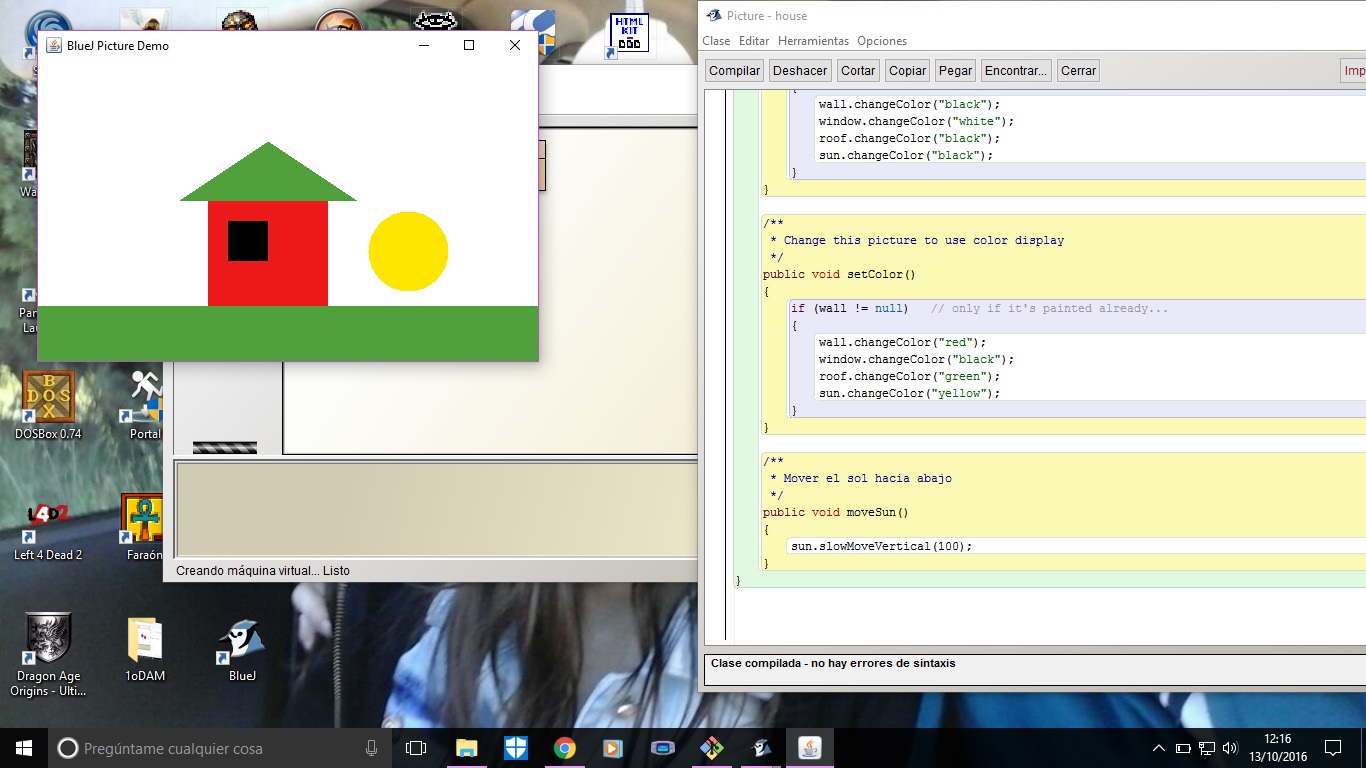 BlueJ Picture Demo
HTML
KIT
Picture - house
Clase Editar Herramientas Opciones
Compilar Deshacer Cortar Copiar Pegar Encontrar... Cerrar
{
wall.changeColor("black");
window.changeColor("white");
roof.changeColor("black");
sun.changeColor("black");
}
}
/**
* Change this picture to use color display
*/
public void setColor()
{
if (wall != null) // only if it's painted already...
{
wall.changeColor("red");
window.changeColor("black");
roof.changeColor("green");
sun.changeColor("yellow");
}
}
/**
* Mover el sol hacia abajo
*/
public void moveSun()
{
sun.slowMoveVertical(100);
}
}
Clase compilada - no hay errores de sintaxis
Creando máquina virtual... Listo
DOSBox 0.74
Portal
Left 4 Dead 2
Faraón
Dragon Age
Origins - Ulti...
1oDAM
BlueJ
Pregúntame cualquier cosa
12:16
13/10/2016